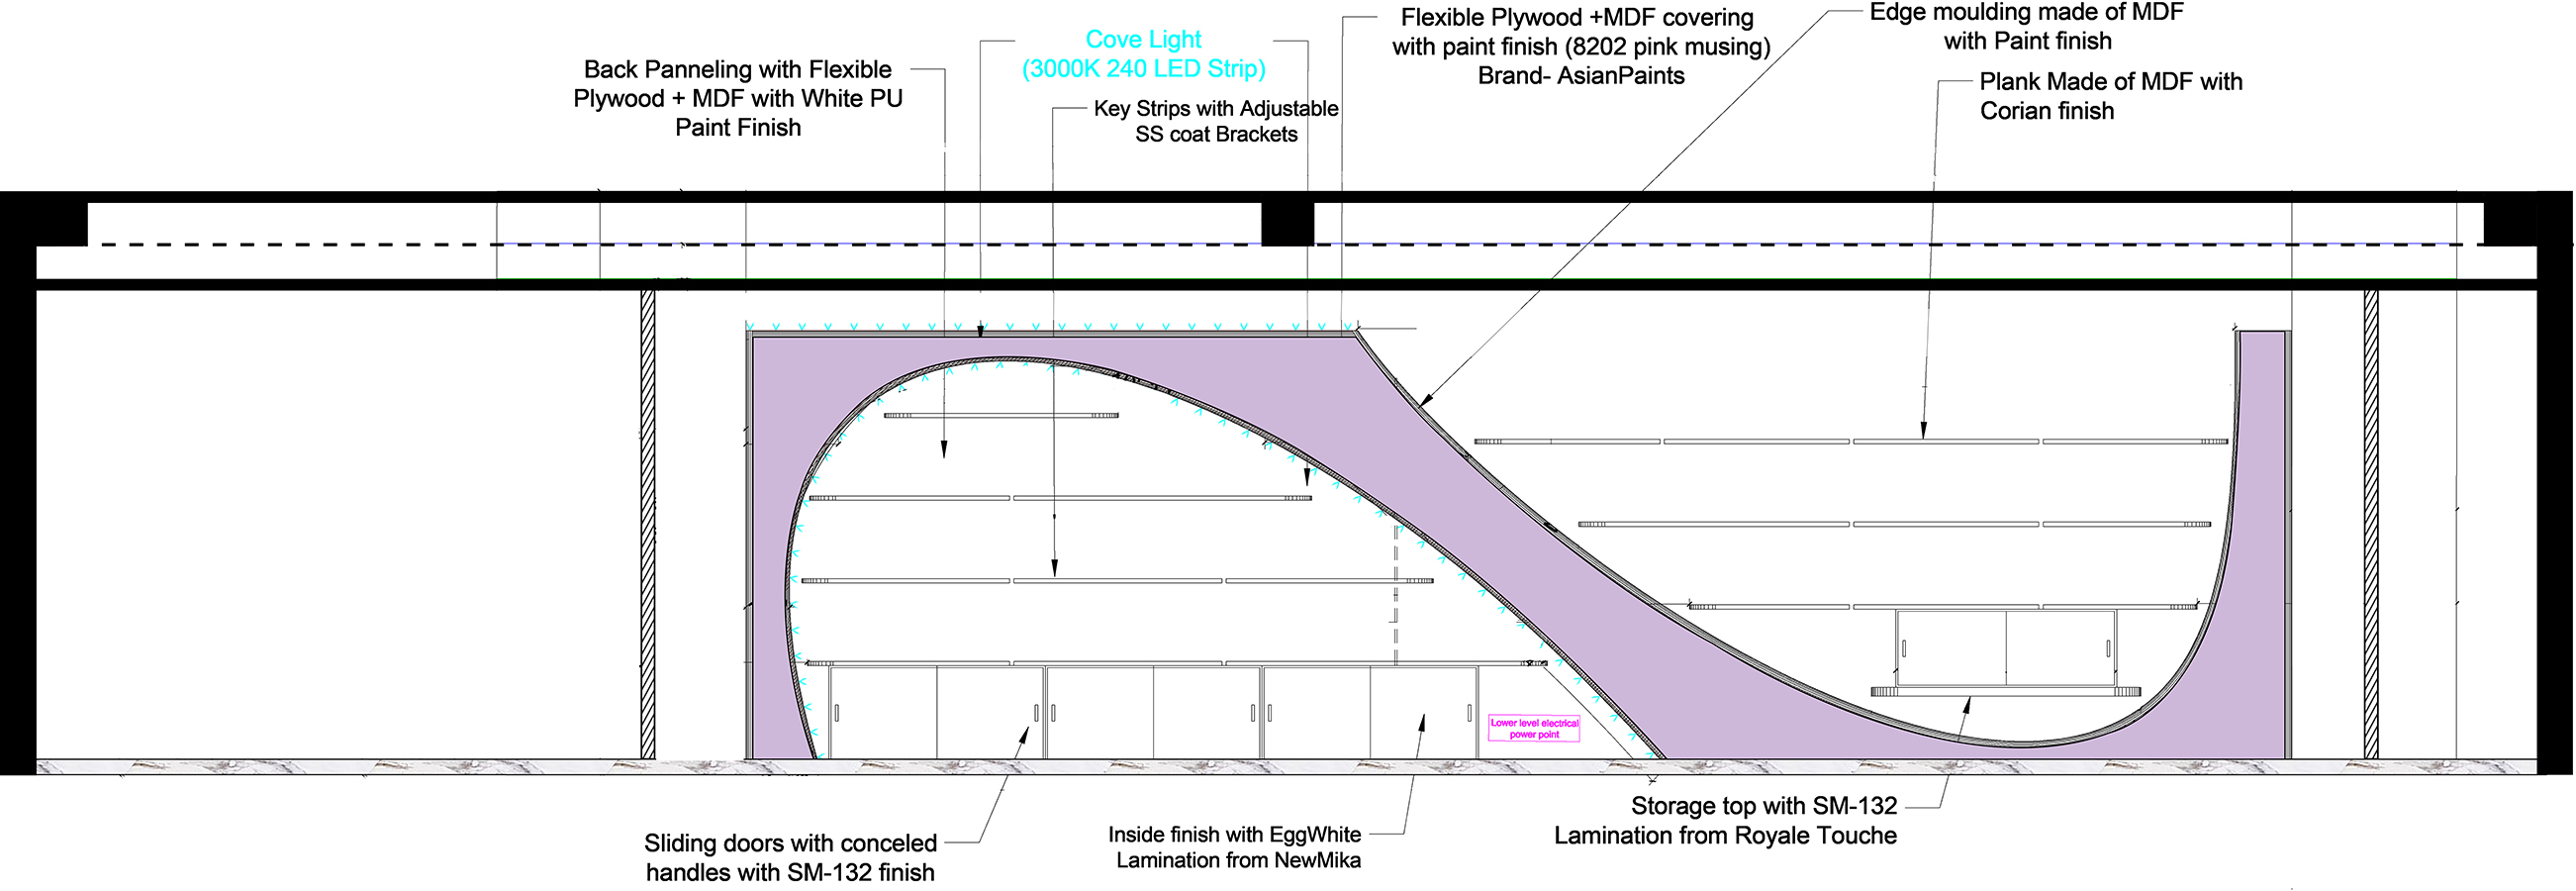 Back Panneling with Flexible
Plywood + MDF with White PU
Paint Finish
Cove Light
(3000K 240 LED Strip)
Key Strips with Adjustable
SS coat Brackets
Flexible Plywood +MDF covering
with paint finish (8202 pink musing)
Brand- AsianPaints
Edge moulding made of MDF
with Paint finish
Plank Made of MDF with
Corian finish
Lower level electrical
power point
Sliding doors with conceled
handles with SM-132 finish
Inside finish with EggWhite
Lamination from NewMika
Storage top with SM-132
Lamination from Royale Touche